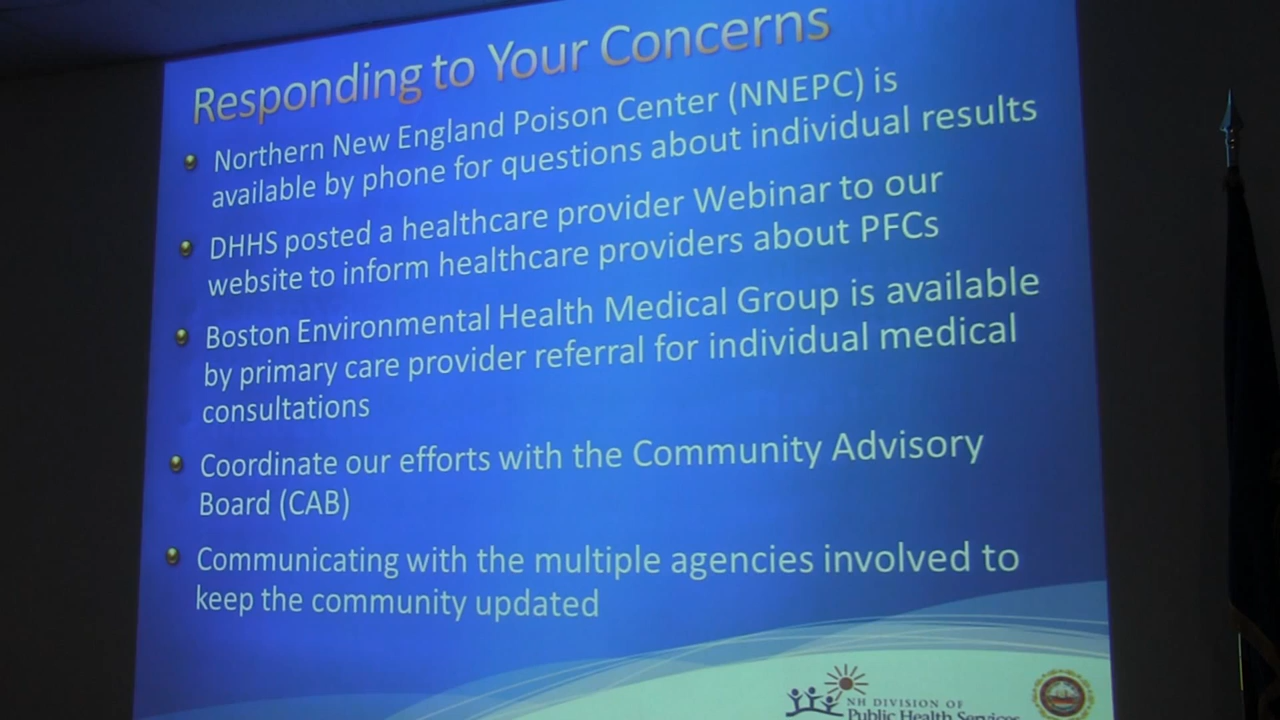 Responding to Your Concerns
Northern New England Poison Center (NNEPC) is
available by phone for questions about individual results
DHHS posted a healthcare provider Webinar to our
website to inform healthcare providers about PFCs
Boston Environmental Health Medical Group is available
by primary care provider referral for individual medical
consultations
Coordinate our efforts with the Community Advisory
Board (CAB)
Communicating with the multiple agencies involved to
keep the community updated
NH DIVISION OF
Public Health Services